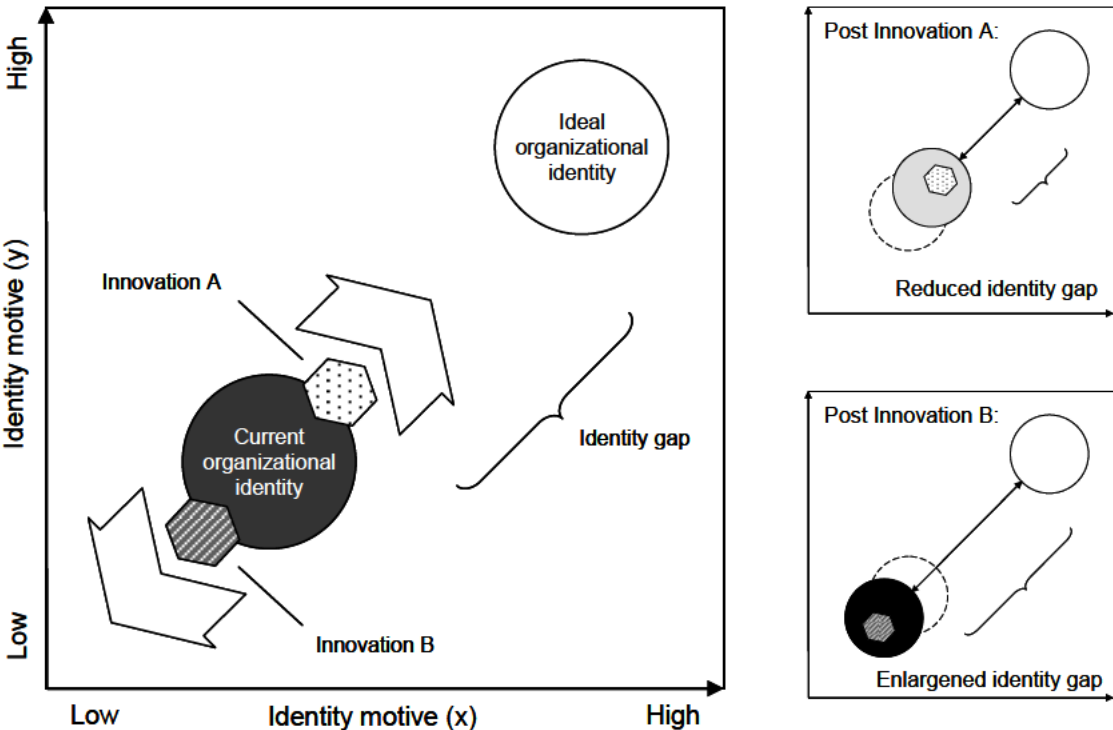 High
Identity motive (y)
Low
Ideal
organizational
identity
Innovation A
Current
organizational
identity
Identity gap
Innovation B
Low
Identity motive (x)
High
Post Innovation A:
Reduced identity gap
Post Innovation B:
Enlargened identity gap